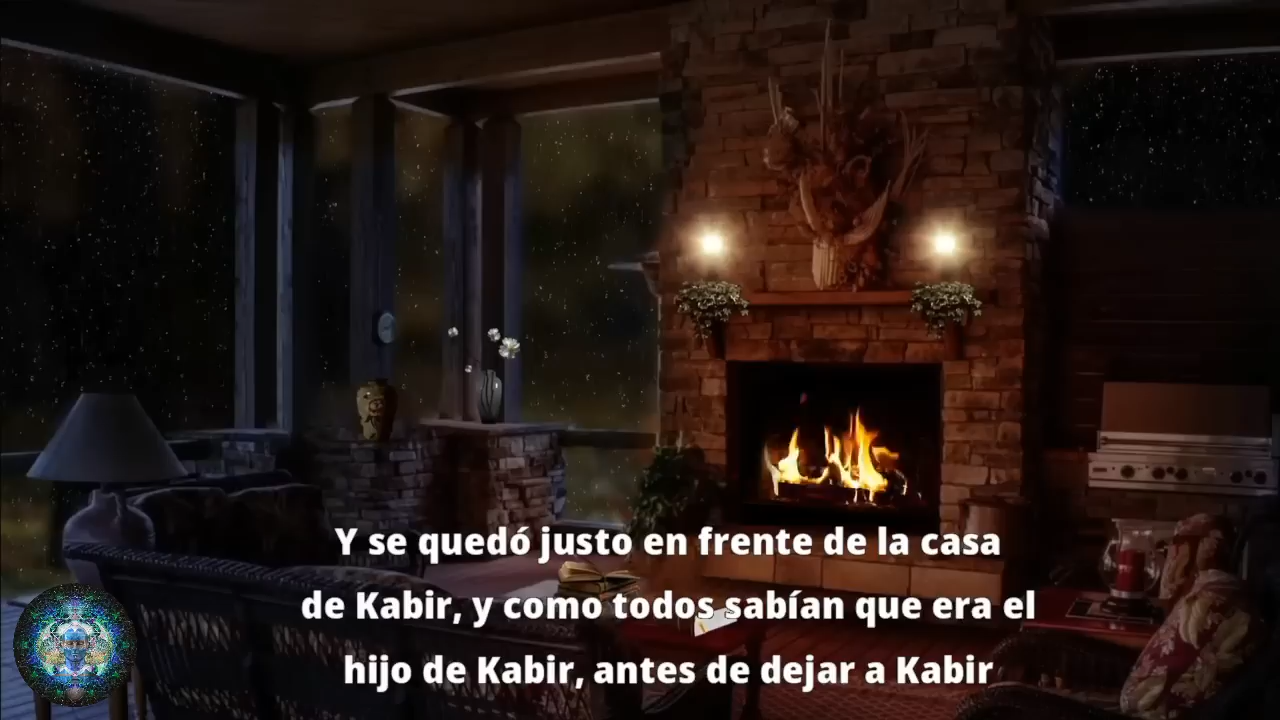 Y se quedó justo en frente de la casa
de Kabir, y como todos sabían que era el
hijo de Kabir, antes de dejar a Kabir